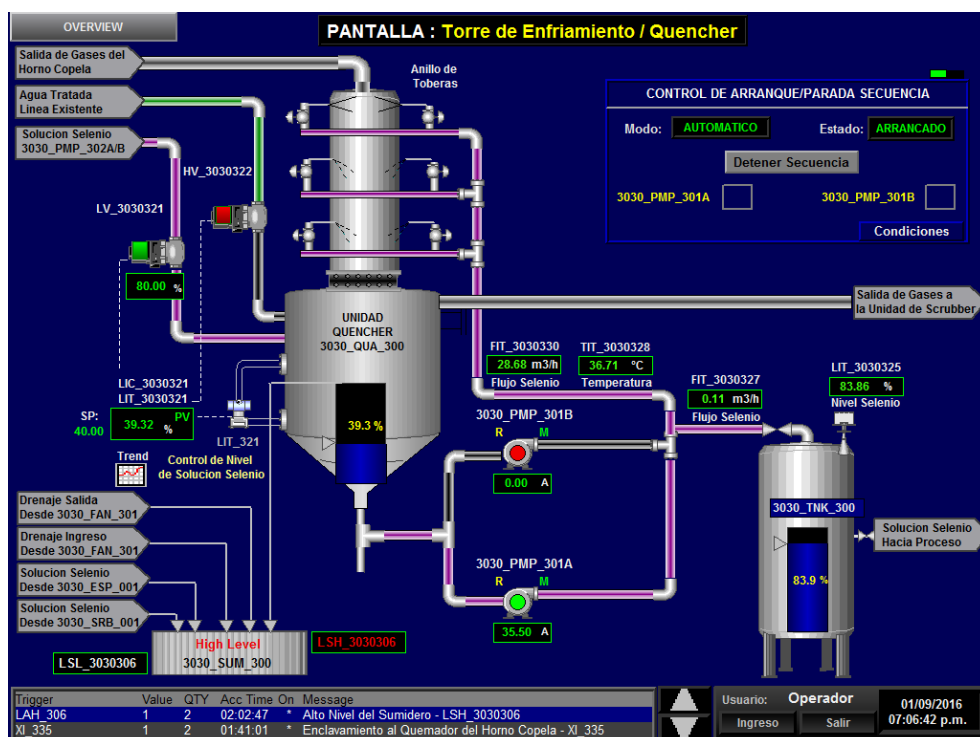 OVERVIEW
PANTALLA : Torre de Enfriamiento / Quencher
Salida de Gases del
Horno Copela
Agua Tratada
Línea Existente
Solucion Selenio
3030_PMP_302A/B
Anillo de
Toberas
HV_3030322
LV_3030321
80.00 %
CONTROL DE ARRANQUE/PARADA SECUENCIA
Modo: AUTOMATICO Estado: ARRANCADO
Detener Secuencia
3030_PMP_301A 3030_PMP_301B
Condiciones
Salida de Gases a
la Unidad de Scrubber
UNIDAD
QUENCHER
3030_QUA_300
39.3 %
LIC_3030321
LIT_3030321
SP:
40.00
39.32 %
PV
LIT_321
Trend
Control de Nivel
de Solucion Selenio
FIT_3030330
28.68 m3/h
Flujo Selenio
TIT_3030328
36.71 °C
Temperatura
FIT_3030327
0.11 m3/h
Flujo Selenio
LIT_3030325
83.86 %
Nivel Selenio
3030_PMP_301B
R M
0.00 A
3030_PMP_301A
R M
35.50 A
3030_TNK_300
83.9 %
Solucion Selenio
Hacia Proceso
Drenaje Salida
Desde 3030_FAN_301
Drenaje Ingreso
Desde 3030_FAN_301
Solucion Selenio
Desde 3030_ESP_001
Solucion Selenio
Desde 3030_SRB_001
LSL_3030306
High Level
3030_SUM_300
LSH_3030306
Trigger Value QTY Acc Time On Message
LAH_306 1 2 02:02:47 * Alto Nivel del Sumidero - LSH_3030306
XI_335 1 2 01:41:01 * Enclavamiento al Quemador del Horno Copela - XI_335
Usuario: Operador
Ingreso Salir
01/09/2016
07:06:42 p.m.